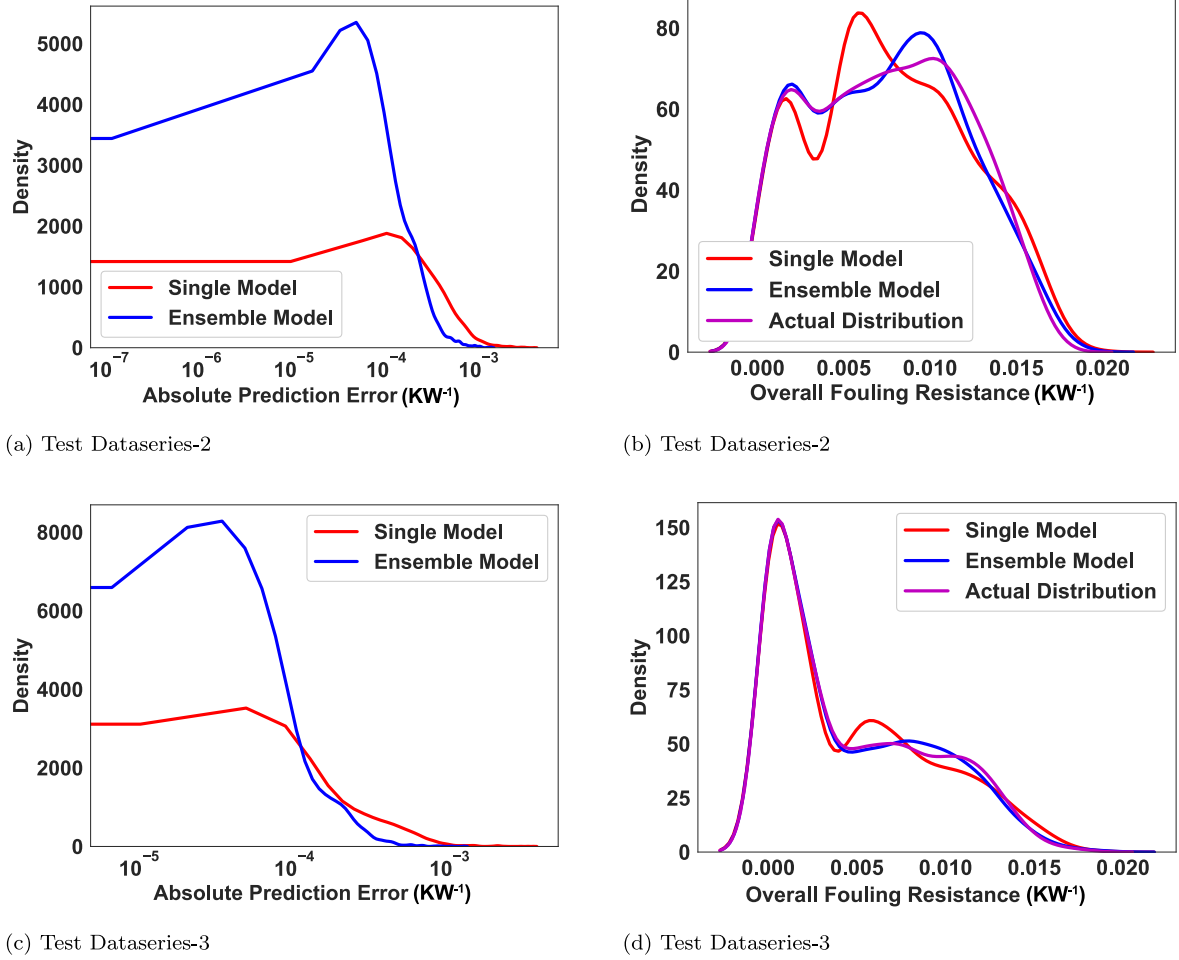 5000
4000
3000
2000
1000
0
Density
Single Model
Ensemble Model
10⁻⁷
10⁻⁶
10⁻⁵
10⁻⁴
10⁻³
Absolute Prediction Error (KW⁻¹)
(a) Test Dataseries-2
80
60
40
20
0
Density
Single Model
Ensemble Model
Actual Distribution
0.000
0.005
0.010
0.015
0.020
Overall Fouling Resistance (KW⁻¹)
(b) Test Dataseries-2
8000
6000
4000
2000
0
Density
Single Model
Ensemble Model
10⁻⁵
10⁻⁴
10⁻³
Absolute Prediction Error (KW⁻¹)
(c) Test Dataseries-3
150
125
100
75
50
25
0
Density
Single Model
Ensemble Model
Actual Distribution
0.000
0.005
0.010
0.015
0.020
Overall Fouling Resistance (KW⁻¹)
(d) Test Dataseries-3